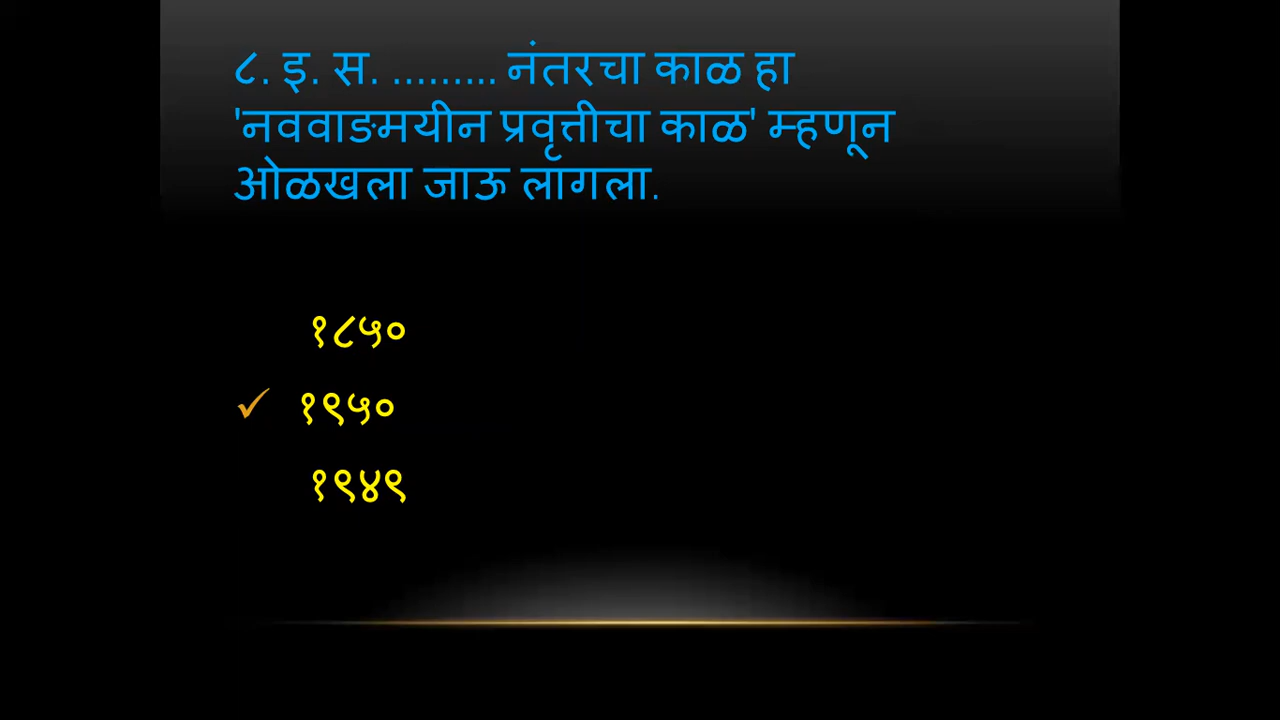 ८. इ. स. ......... नंतरचा काळ हा
'नववाङमयीन प्रवृत्तीचा काळ' म्हणून
ओळखला जाऊ लागला.
१८५०
✓ १९५०
१९४९